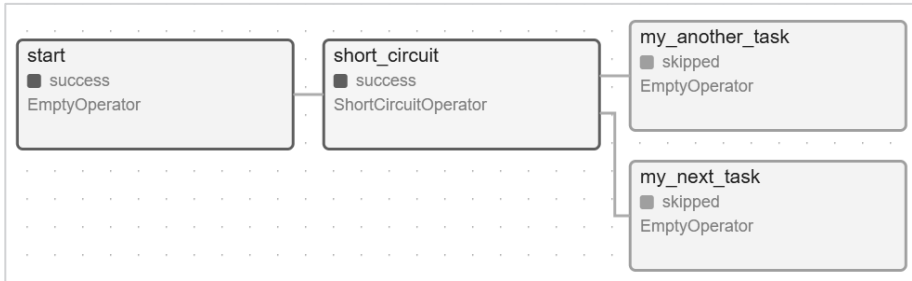 start
success
EmptyOperator
short_circuit
success
ShortCircuitOperator
my_another_task
skipped
EmptyOperator
my_next_task
skipped
EmptyOperator